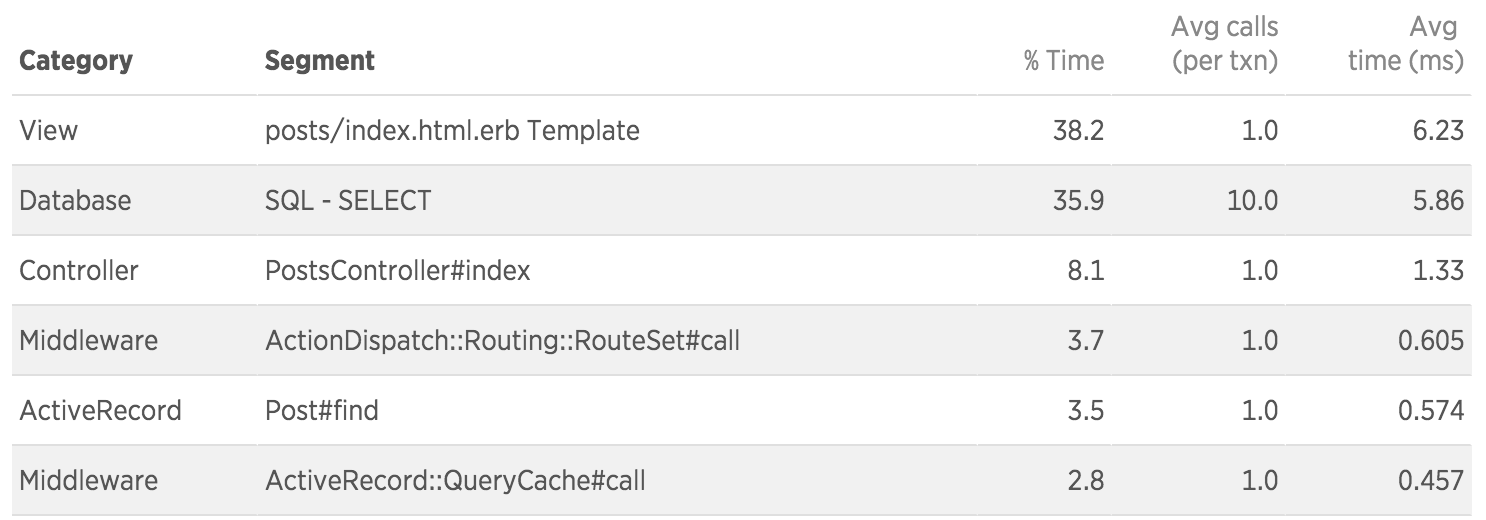 Category Segment % Time Avg calls (per txn) Avg time (ms)
View posts/index.html.erb Template 38.2 1.0 6.23
Database SQL - SELECT 35.9 10.0 5.86
Controller PostsController#index 8.1 1.0 1.33
Middleware ActionDispatch::Routing::RouteSet#call 3.7 1.0 0.605
ActiveRecord Post#find 3.5 1.0 0.574
Middleware ActiveRecord::QueryCache#call 2.8 1.0 0.457